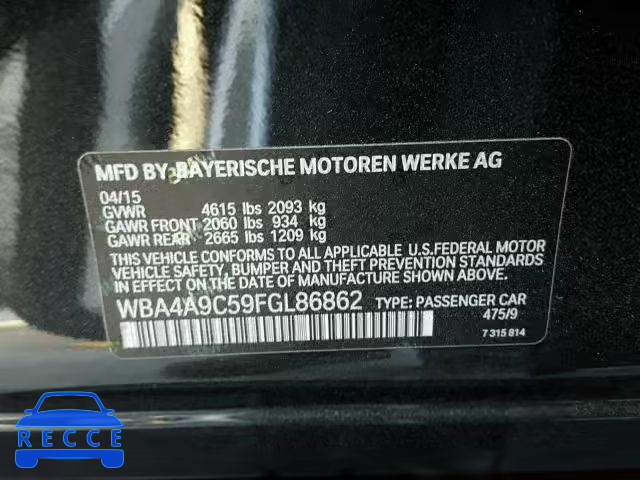 MFD BY BAYERISCHE MOTOREN WERKE AG
04/15
GVWR 4615 lbs 2093 kg
GAWR FRONT 2060 lbs 934 kg
GAWR REAR 2665 lbs 1209 kg
THIS VEHICLE CONFORMS TO ALL APPLICABLE U.S.FEDERAL MOTOR
VEHICLE SAFETY, BUMPER AND THEFT PREVENTION STANDARDS
IN EFFECT ON THE DATE OF MANUFACTURE SHOWN ABOVE.
WBA4A9C59FGL86862 TYPE: PASSENGER CAR
475/9
7 315 814
RECCE